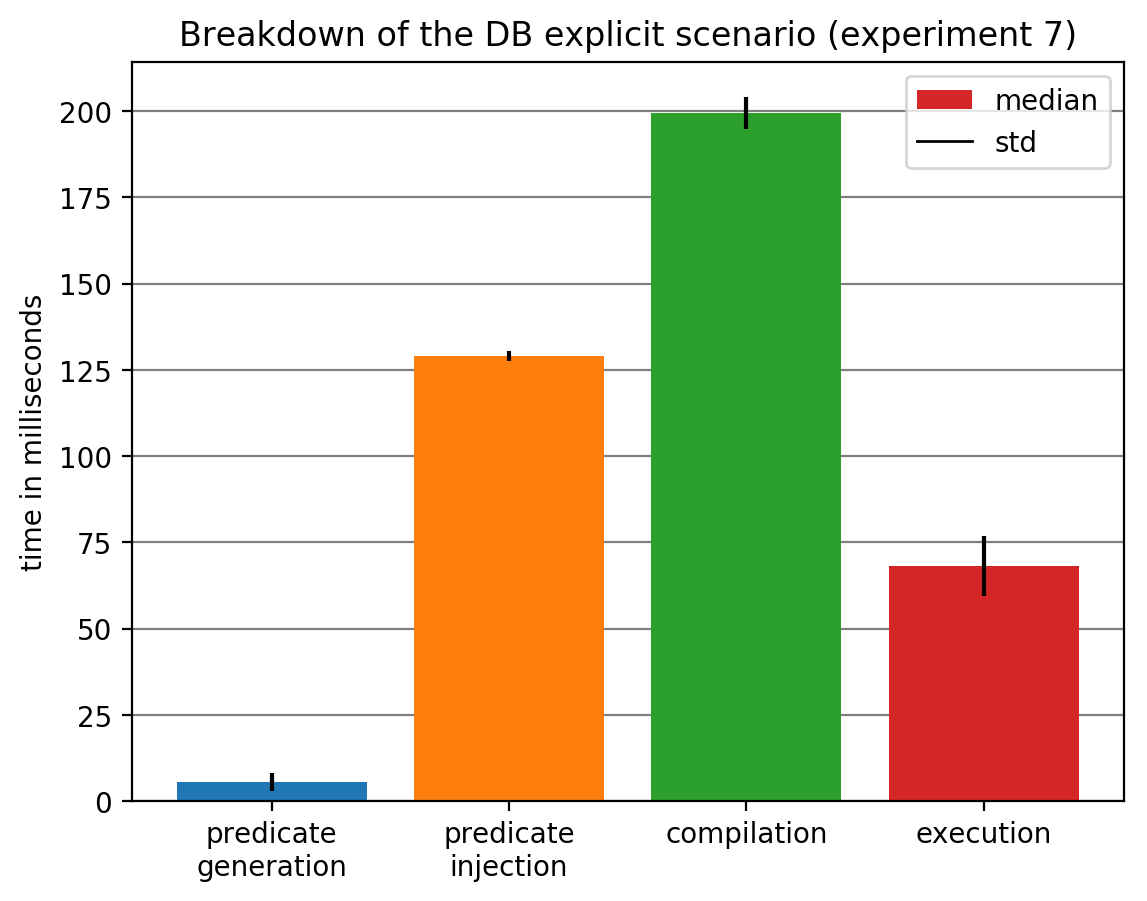 Breakdown of the DB explicit scenario (experiment 7)
median
std
time in milliseconds
200
175
150
125
100
75
50
25
0
predicate
generation
predicate
injection
compilation
execution